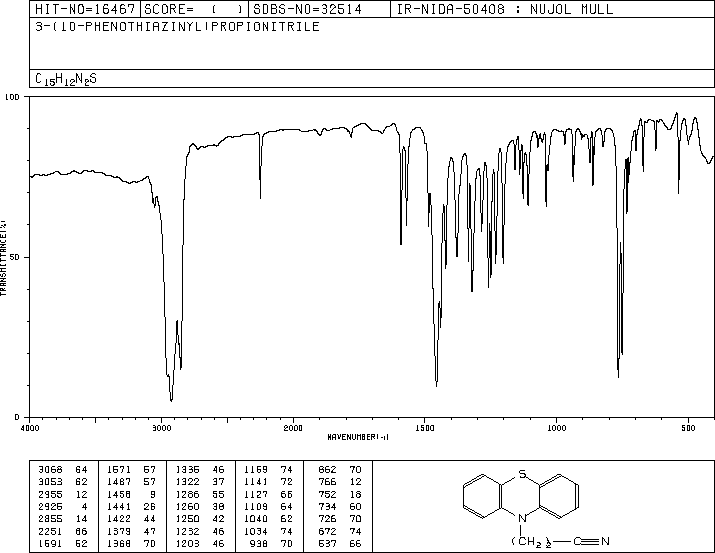 HIT-NO=16467 SCORE= ( ) SDBS-NO=32514 IR-NIDA-50408 : NUJOL MULL
3-(10-PHENOTHIAZINYL)PROPIONITRILE
C15H12N2S
100
50
0
TRANSMITTANCE(%)
4000 3000 2000 1500 1000 500
WAVENUMBER(-1)
3068 64 1571 57 1336 46 1159 74 862 70
3053 62 1487 57 1322 37 1141 72 766 12
2955 12 1458 9 1286 55 1127 66 752 18
2925 4 1441 26 1260 38 1109 64 734 60
2855 14 1422 44 1250 42 1040 62 726 70
2251 66 1379 47 1232 46 1034 74 672 74
1591 52 1368 70 1203 46 938 70 537 66
S
N
(CH2)2 C N